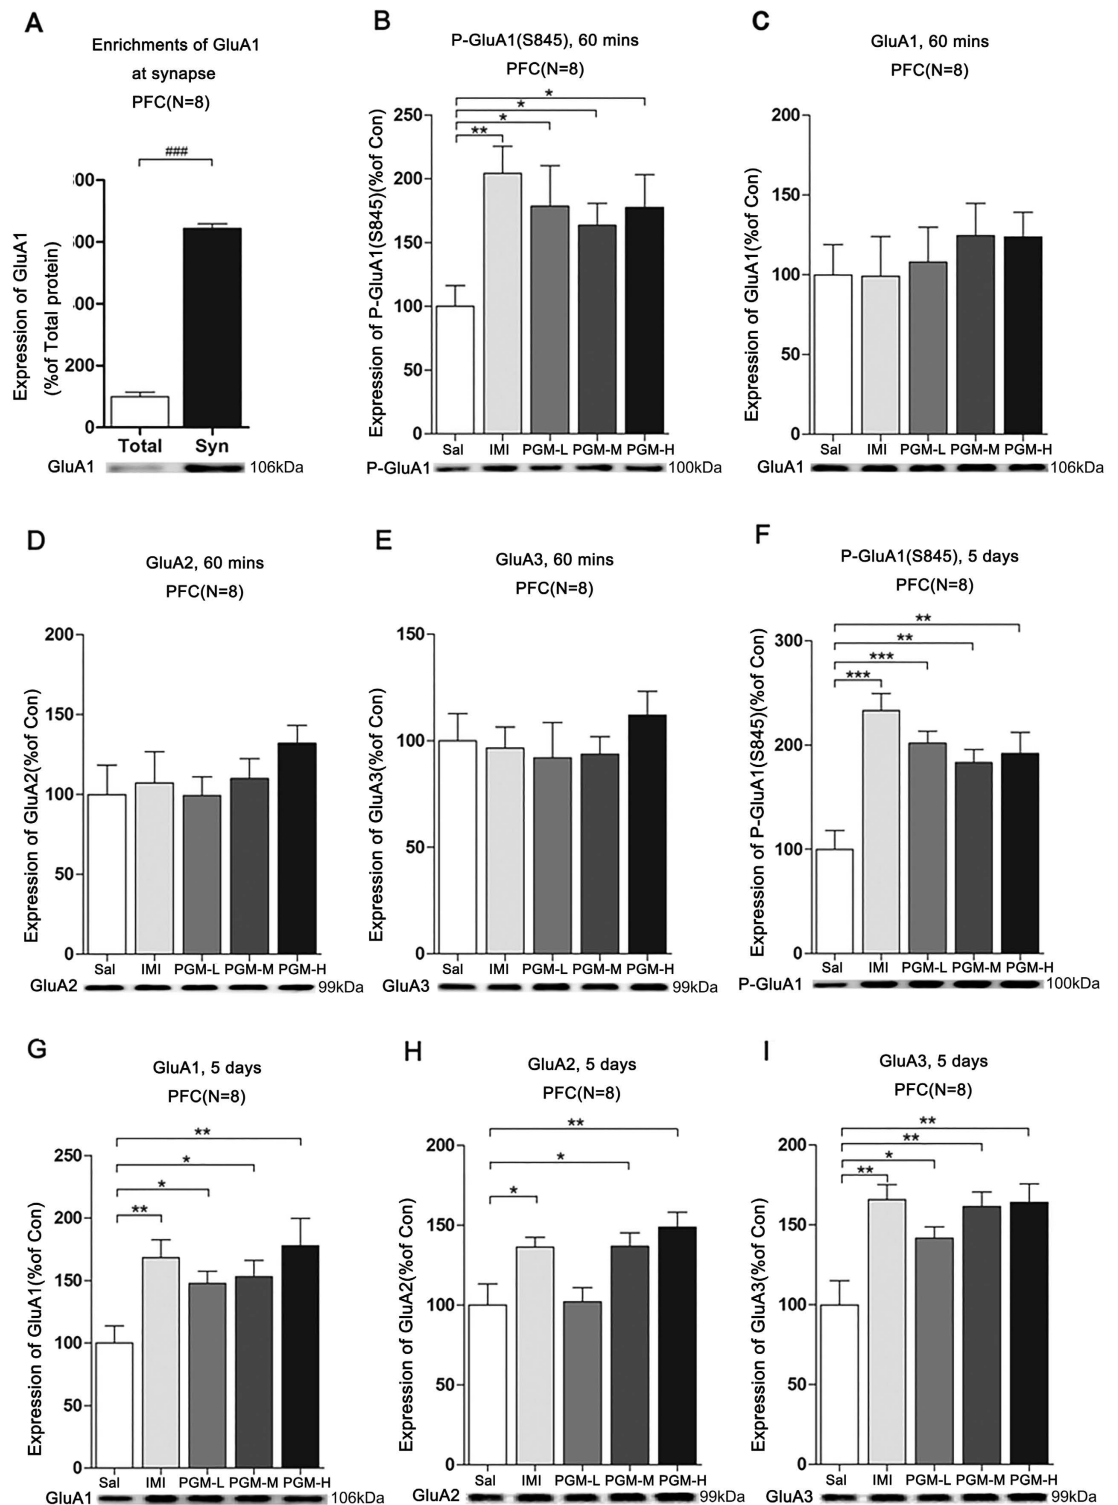 A
Enrichments of GluA1
at synapse
PFC(N=8)
###
Expression of GluA1
(%of Total protein)
200
0
Total Syn
GluA1 106kDa
B
P-GluA1(S845), 60 mins
PFC(N=8)
*
*
*
**
Expression of P-GluA1(S845)(%of Con)
250
200
150
100
50
0
Sal IMI PGM-L PGM-M PGM-H
P-GluA1 100kDa
C
GluA1, 60 mins
PFC(N=8)
Expression of GluA1(%of Con)
200
150
100
50
0
Sal IMI PGM-L PGM-M PGM-H
GluA1 106kDa
D
GluA2, 60 mins
PFC(N=8)
Expression of GluA2(%of Con)
200
150
100
50
0
Sal IMI PGM-L PGM-M PGM-H
GluA2 99kDa
E
GluA3, 60 mins
PFC(N=8)
Expression of GluA3(%of Con)
150
100
50
0
Sal IMI PGM-L PGM-M PGM-H
GluA3 99kDa
F
P-GluA1(S845), 5 days
PFC(N=8)
**
**
***
***
Expression of P-GluA1(S845)(%of Con)
300
200
100
0
Sal IMI PGM-L PGM-M PGM-H
P-GluA1 100kDa
G
GluA1, 5 days
PFC(N=8)
**
*
*
**
Expression of GluA1(%of Con)
250
200
150
100
50
0
Sal IMI PGM-L PGM-M PGM-H
GluA1 106kDa
H
GluA2, 5 days
PFC(N=8)
**
*
*
Expression of GluA2(%of Con)
200
150
100
50
0
Sal IMI PGM-L PGM-M PGM-H
GluA2 99kDa
I
GluA3, 5 days
PFC(N=8)
**
**
*
**
Expression of GluA3(%of Con)
200
150
100
50
0
Sal IMI PGM-L PGM-M PGM-H
GluA3 99kDa